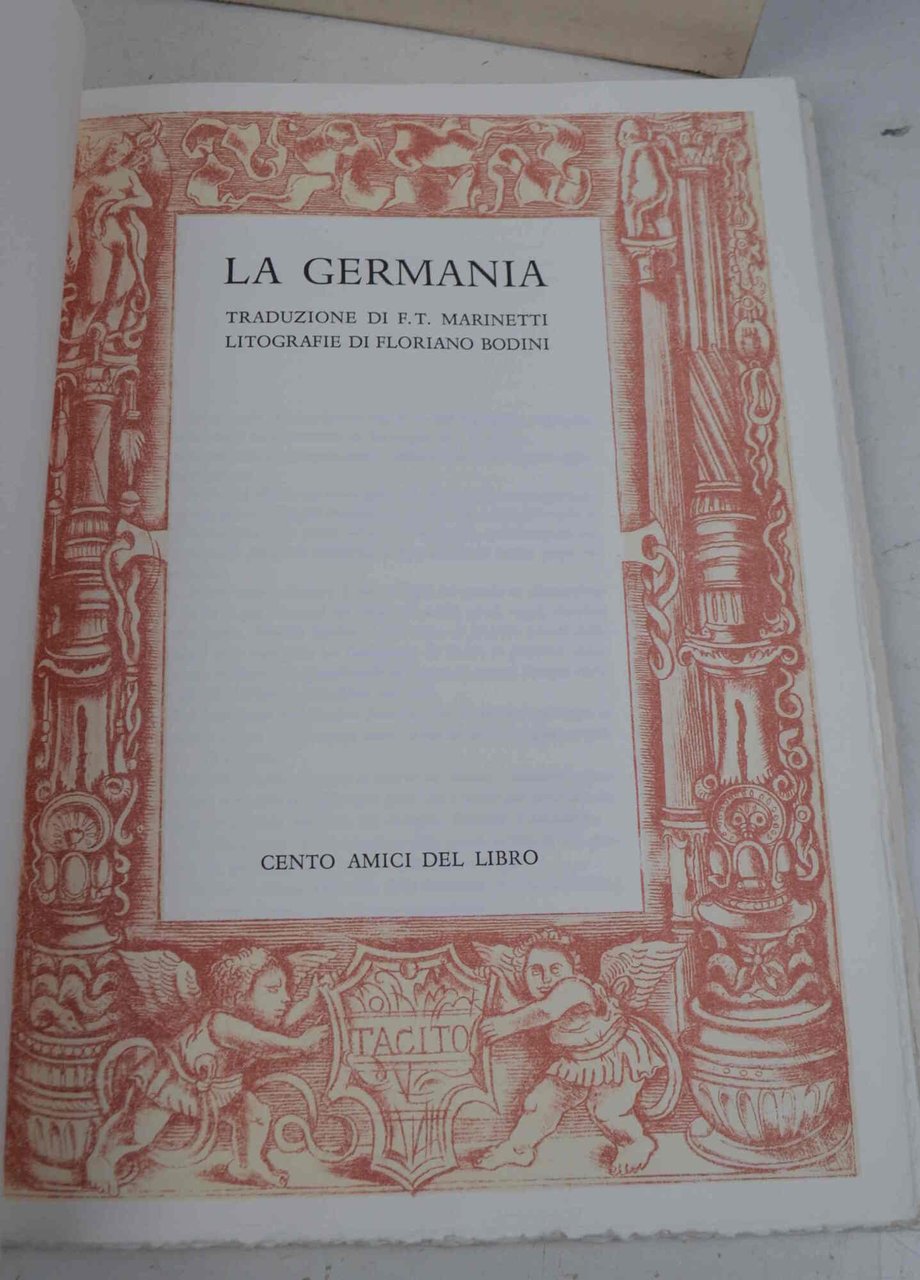 LA GERMANIA
TRADUZIONE DI F.T. MARINETTI
LITOGRAFIE DI FLORIANO BODINI
CENTO AMICI DEL LIBRO
TACITO